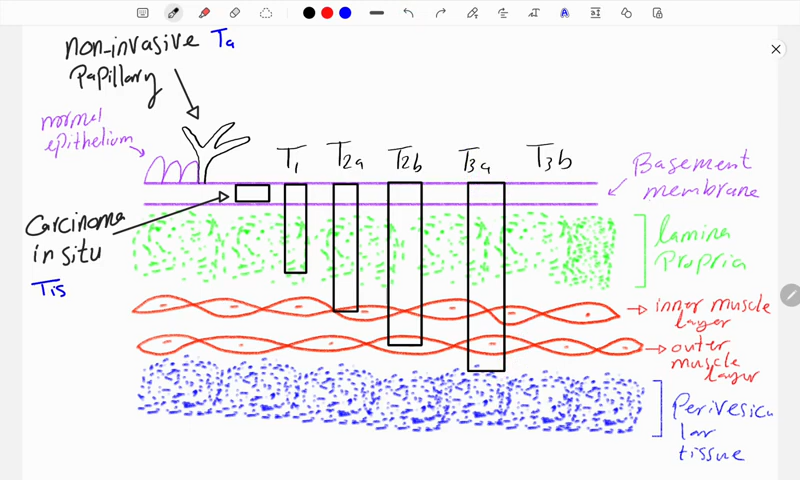 non-invasive Ta
Papillary
normal
epithelium
T1 T2a T2b T3a T3b
Basement
membrane
Carcinoma
in situ
Tis
lamina
Propria
inner muscle
layer
outer
muscle
layer
Perivesicu
lar
tissue